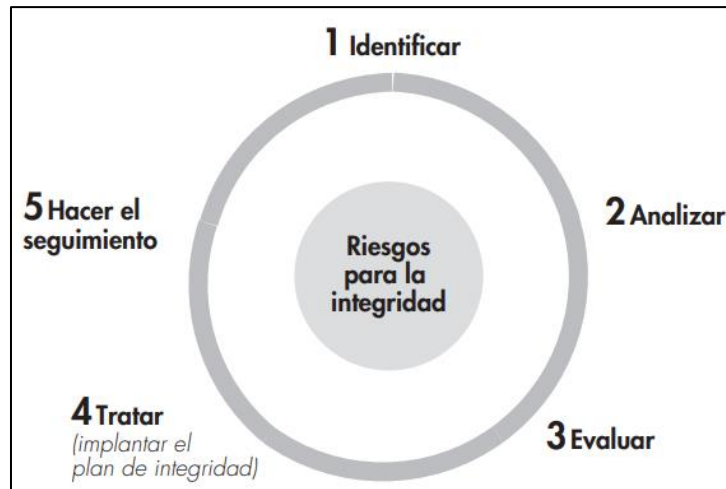 1 Identificar
2 Analizar
3 Evaluar
4 Tratar
(implantar el
plan de integridad)
5 Hacer el
seguimiento
Riesgos
para la
integridad